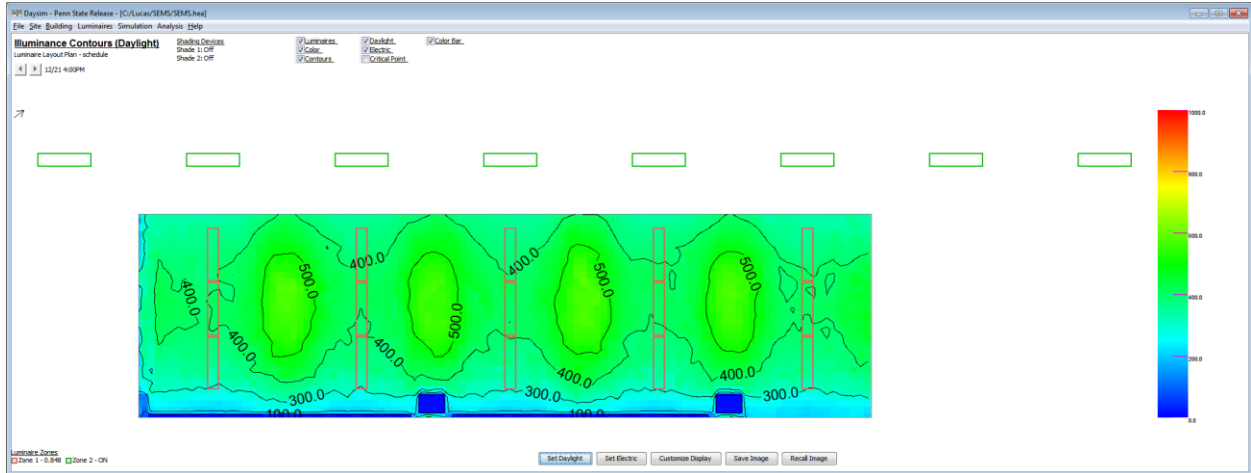 Daysim - Penn State Release - [C:/Lucas/SEMS/SEMS.hea]
File Site Building Luminaires Simulation Analysis Help
Illuminance Contours (Daylight)
Luminaire Layout Plan - schedule
12/21 4:00PM
Shading Devices
Shade 1: Off
Shade 2: Off
Luminaires Daylight Color Bar
Color Electric
Contours Critical Point
1000.0
800.0
600.0
400.0
200.0
0.0
400.0 400.0
500.0 500.0 500.0 500.0
400.0
400.0 400.0 400.0 400.0
300.0 300.0 300.0
100.0 100.0
Luminaire Zones
Zone 1 - 0.848 Zone 2 - ON
Set Daylight Set Electric Customize Display Save Image Recall Image